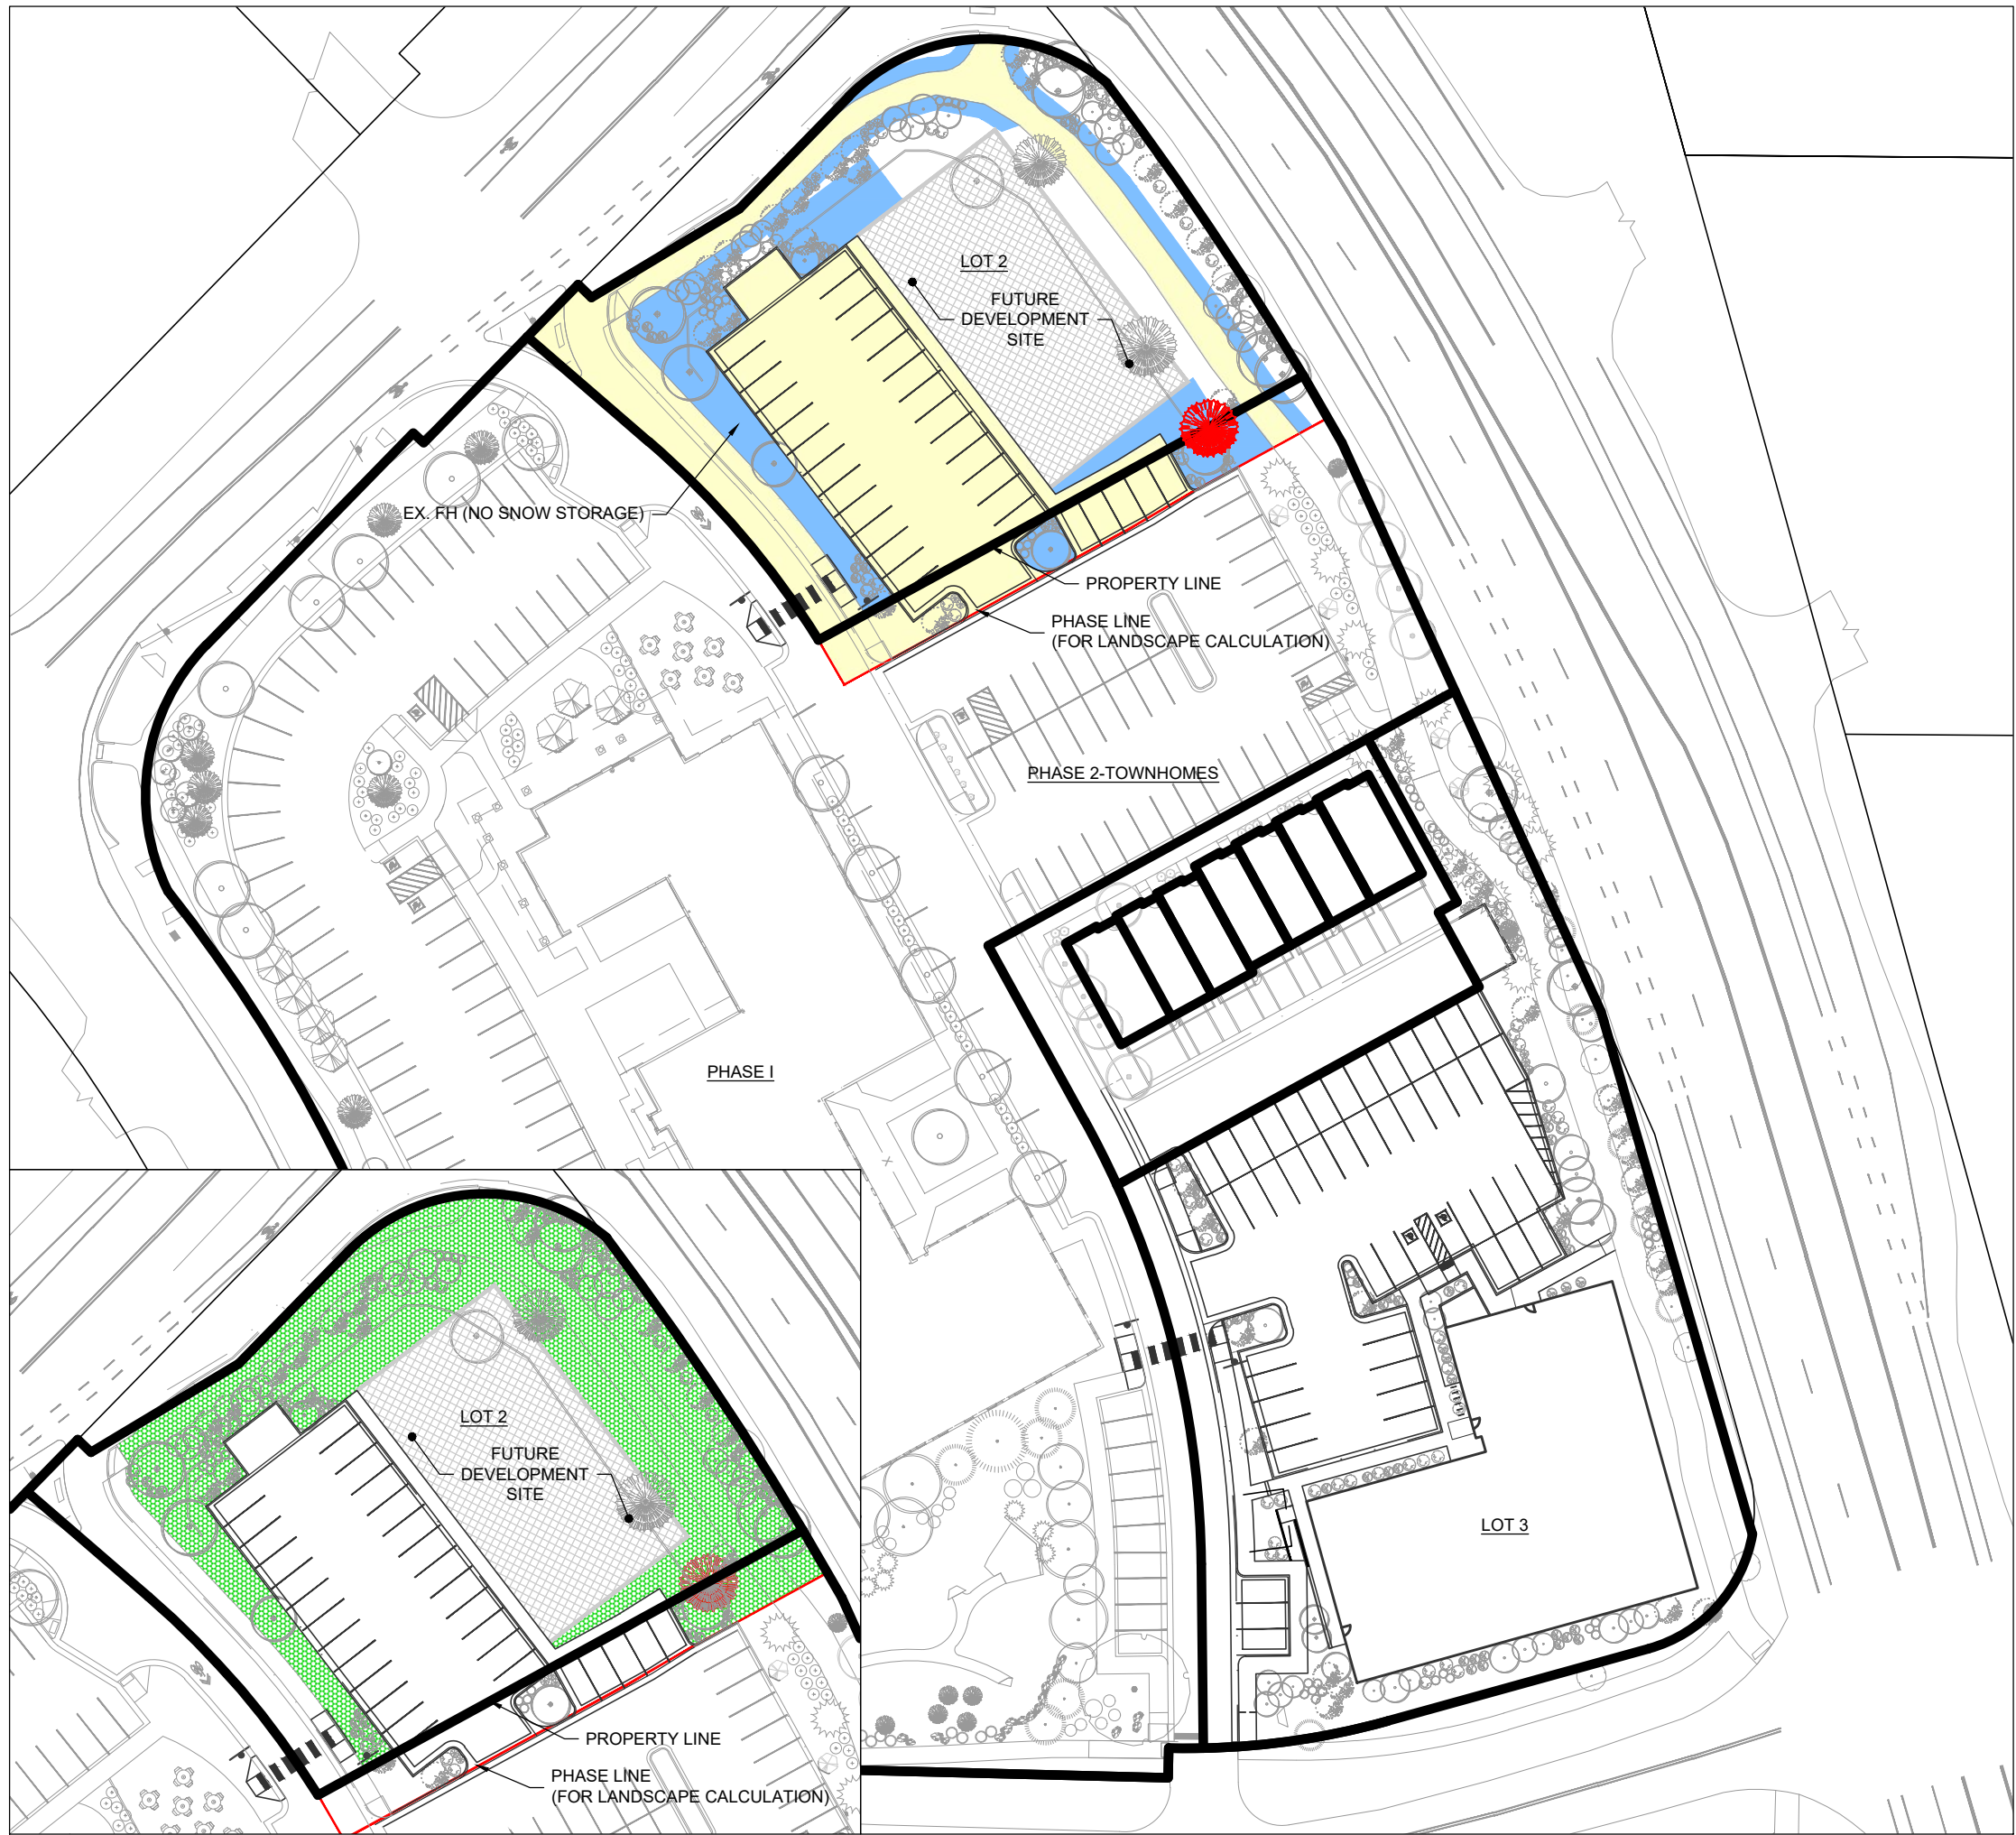 LOT 2
FUTURE
DEVELOPMENT
SITE
EX. FH (NO SNOW STORAGE)
PROPERTY LINE
PHASE LINE
(FOR LANDSCAPE CALCULATION)
PHASE 2-TOWNHOMES
PHASE I
LOT 3
LOT 2
FUTURE
DEVELOPMENT
SITE
PROPERTY LINE
PHASE LINE
(FOR LANDSCAPE CALCULATION)